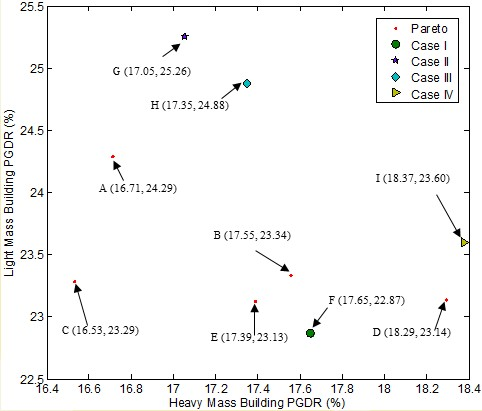 25.5
25
24.5
24
23.5
23
22.5
Light Mass Building PGDR (%)
Pareto
Case I
Case II
Case III
Case IV
G (17.05, 25.26)
H (17.35, 24.88)
A (16.71, 24.29)
I (18.37, 23.60)
B (17.55, 23.34)
F (17.65, 22.87)
C (16.53, 23.29)
E (17.39, 23.13)
D (18.29, 23.14)
16.4 16.6 16.8 17 17.2 17.4 17.6 17.8 18 18.2 18.4
Heavy Mass Building PGDR (%)